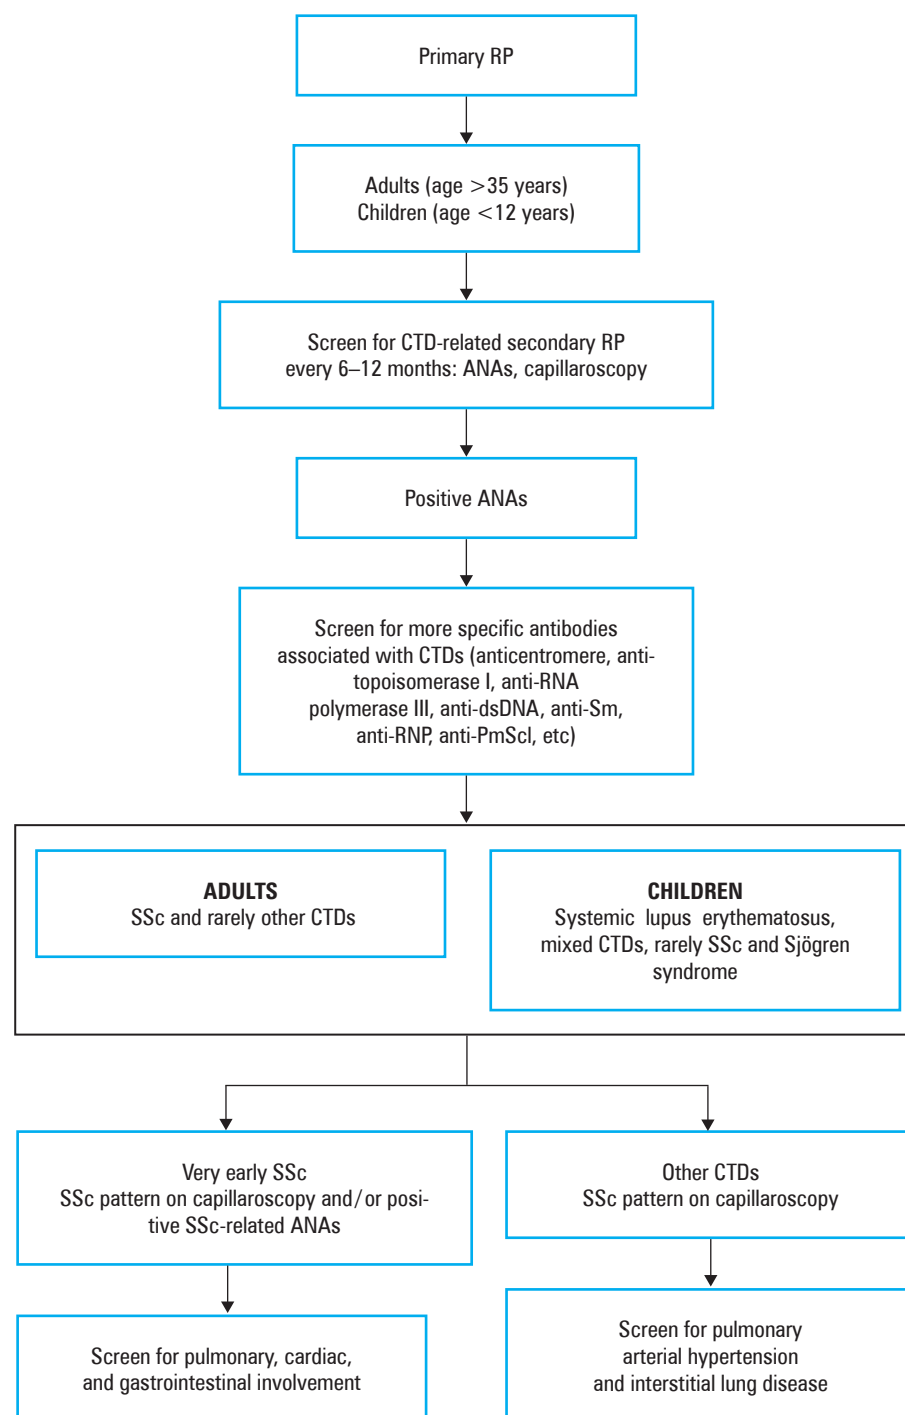 Primary RP
Adults (age >35 years)
Children (age <12 years)
Screen for CTD-related secondary RP
every 6–12 months: ANAs, capillaroscopy
Positive ANAs
Screen for more specific antibodies
associated with CTDs (anticentromere, anti-
topoisomerase I, anti-RNA
polymerase III, anti-dsDNA, anti-Sm,
anti-RNP, anti-PmScl, etc)
ADULTS
SSc and rarely other CTDs
CHILDREN
Systemic lupus erythematosus,
mixed CTDs, rarely SSc and Sjögren
syndrome
Very early SSc
SSc pattern on capillaroscopy and/or posi-
tive SSc-related ANAs
Other CTDs
SSc pattern on capillaroscopy
Screen for pulmonary, cardiac,
and gastrointestinal involvement
Screen for pulmonary
arterial hypertension
and interstitial lung disease